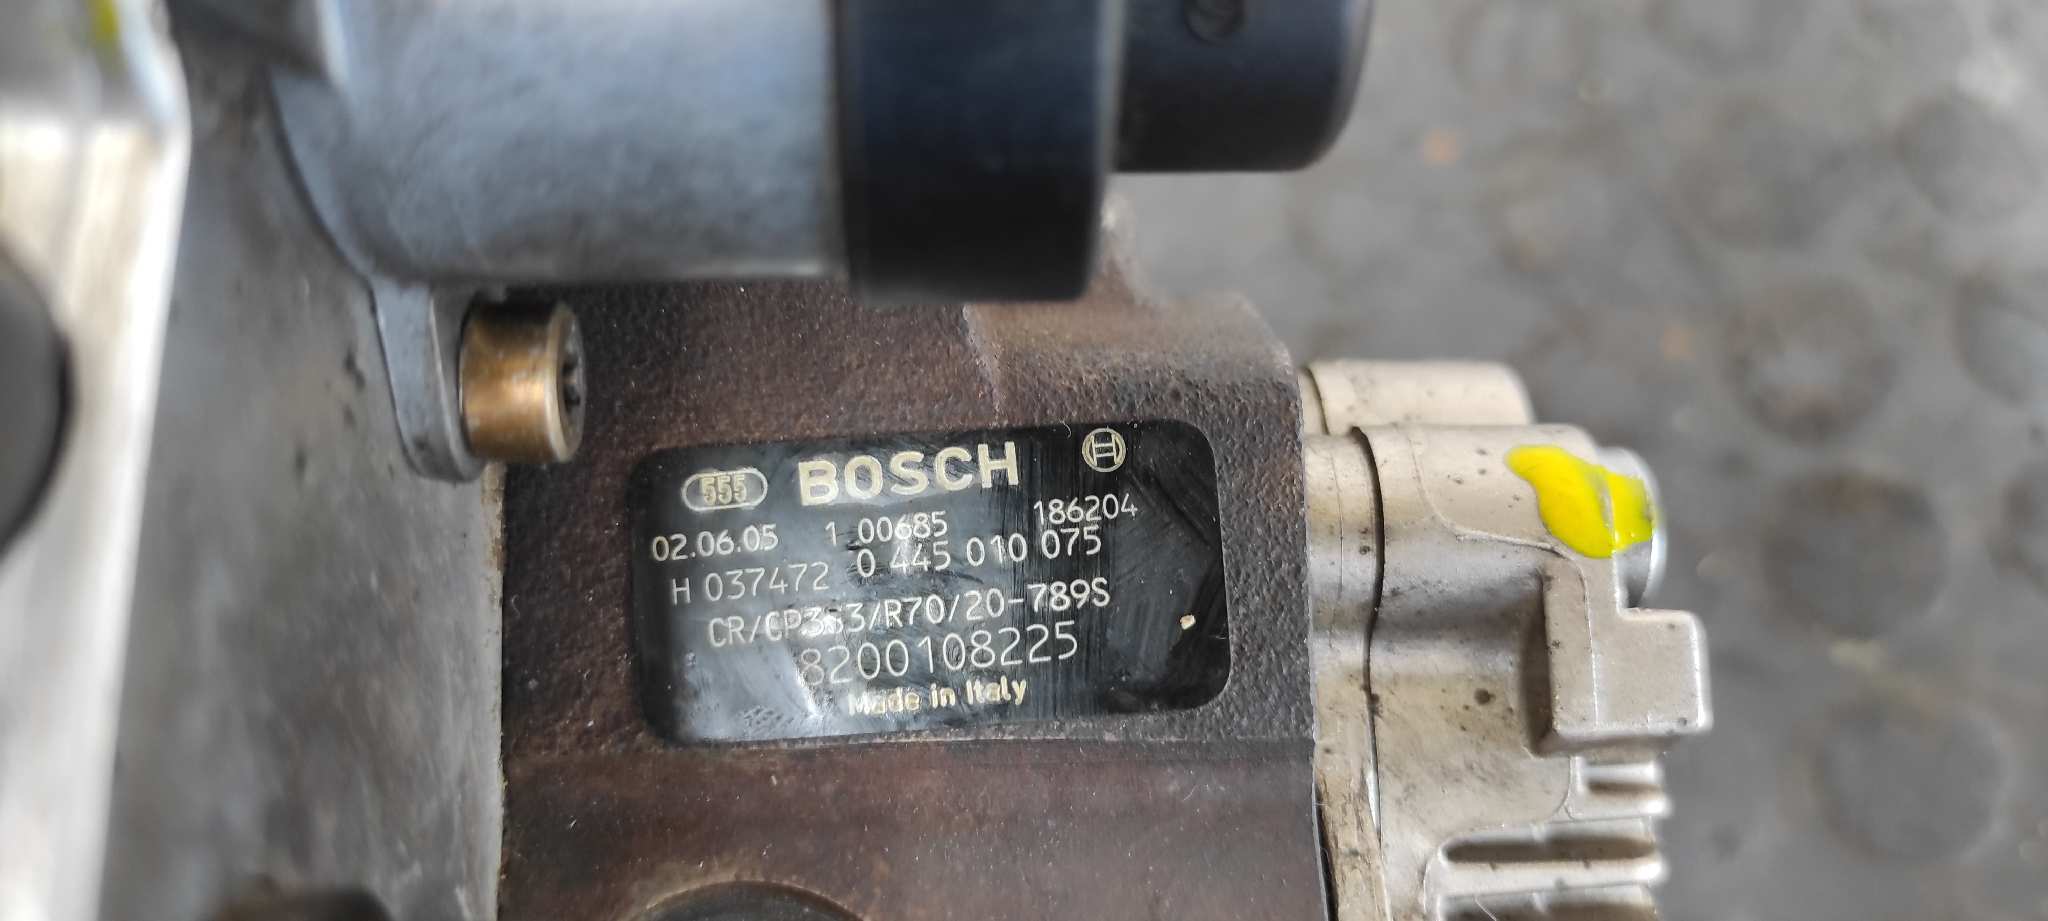 555 BOSCH
02.06.05 1 00685 186204
H 037472 0 445 010 075
CR/CP3S3/R70/20-789S
8200108225
Made in Italy